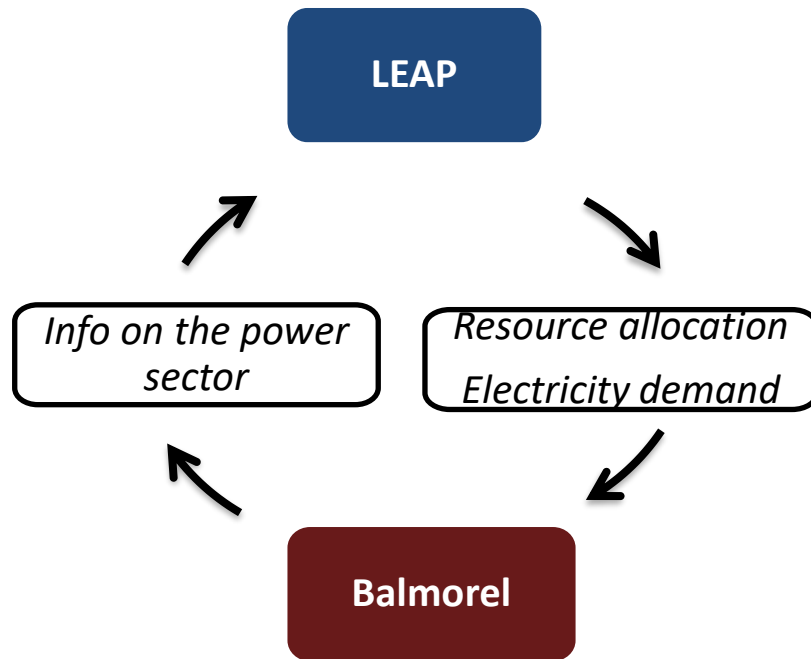 LEAP
Info on the power
sector
Resource allocation
Electricity demand
Balmorel